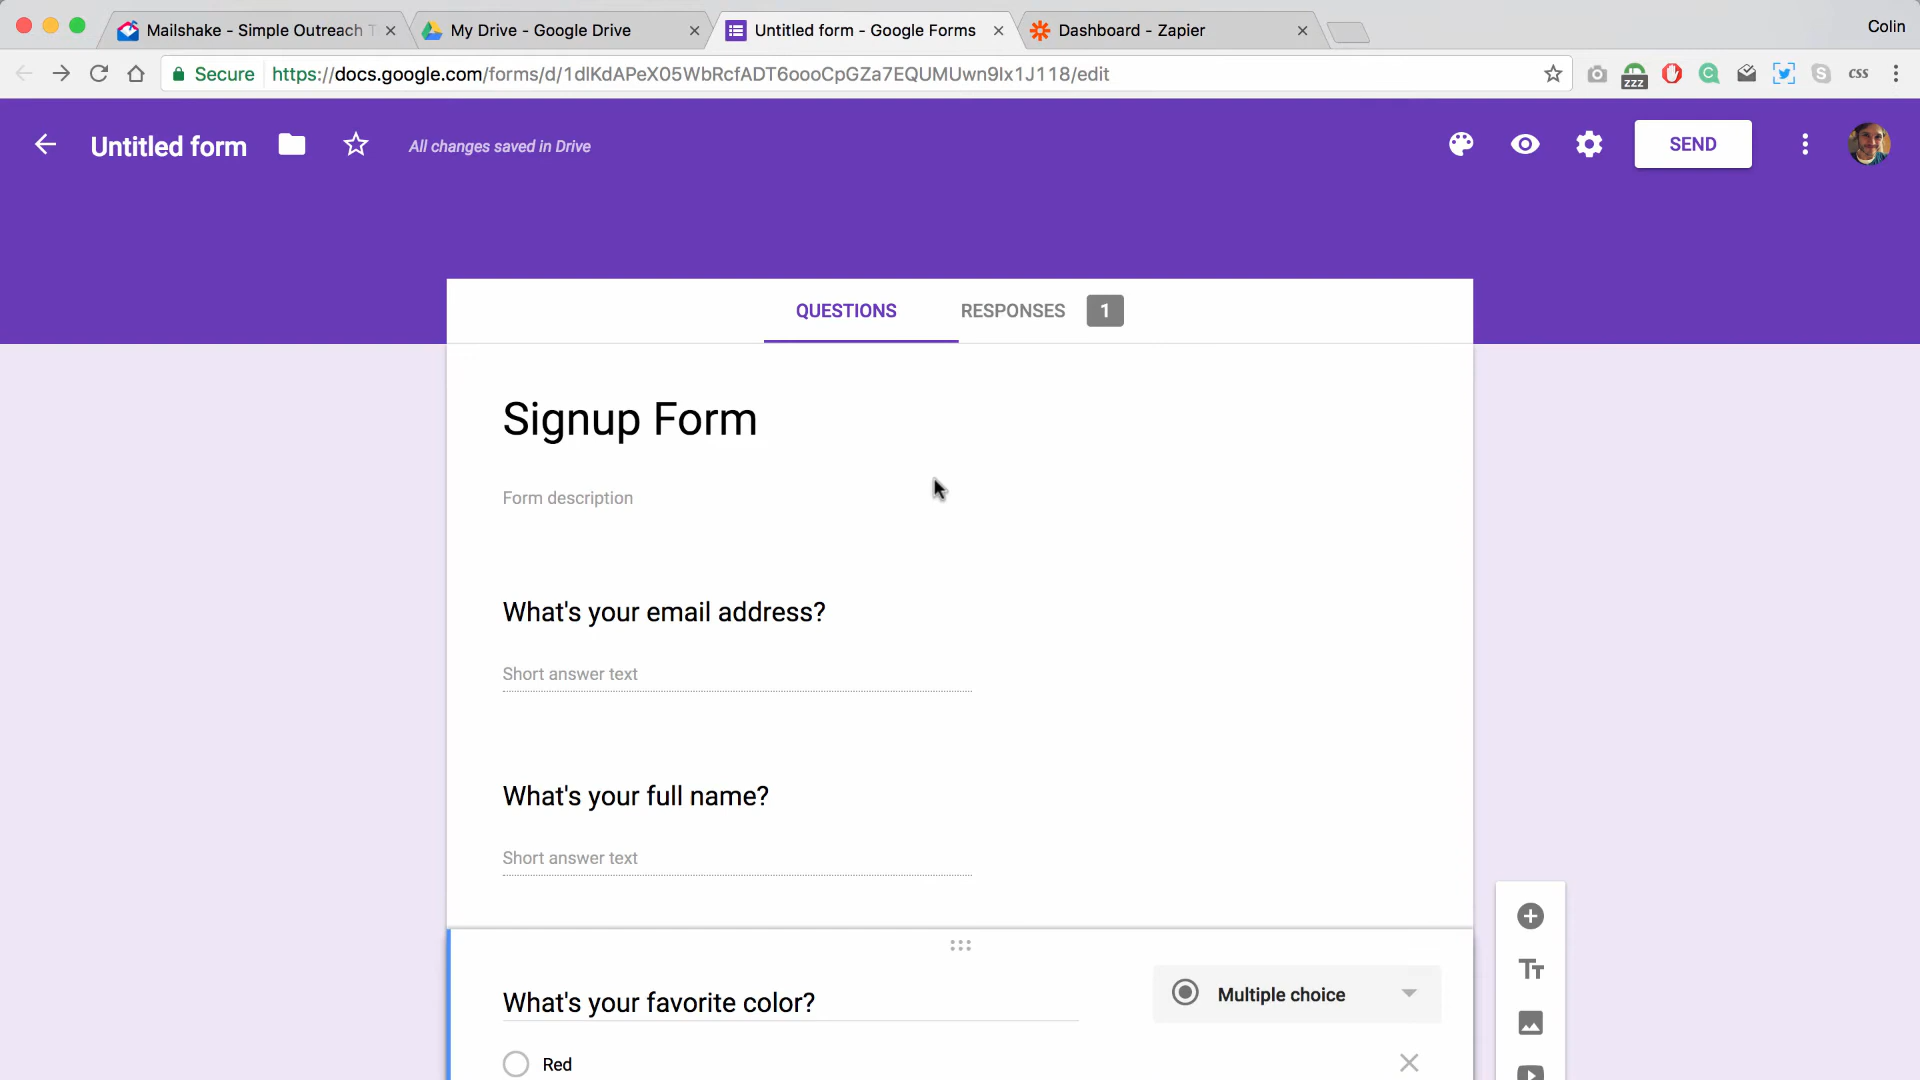 Mailshake - Simple Outreach T
My Drive - Google Drive
Untitled form - Google Forms
Dashboard - Zapier
Colin
Secure
https://docs.google.com/forms/d/1dlKdAPeX05WbRcfADT6oooCpGZa7EQUMUwn9Ix1J118/edit
zzz
css
Untitled form
All changes saved in Drive
SEND
QUESTIONS
RESPONSES
1
Signup Form
Form description
What's your email address?
Short answer text
What's your full name?
Short answer text
What's your favorite color?
Multiple choice
Red